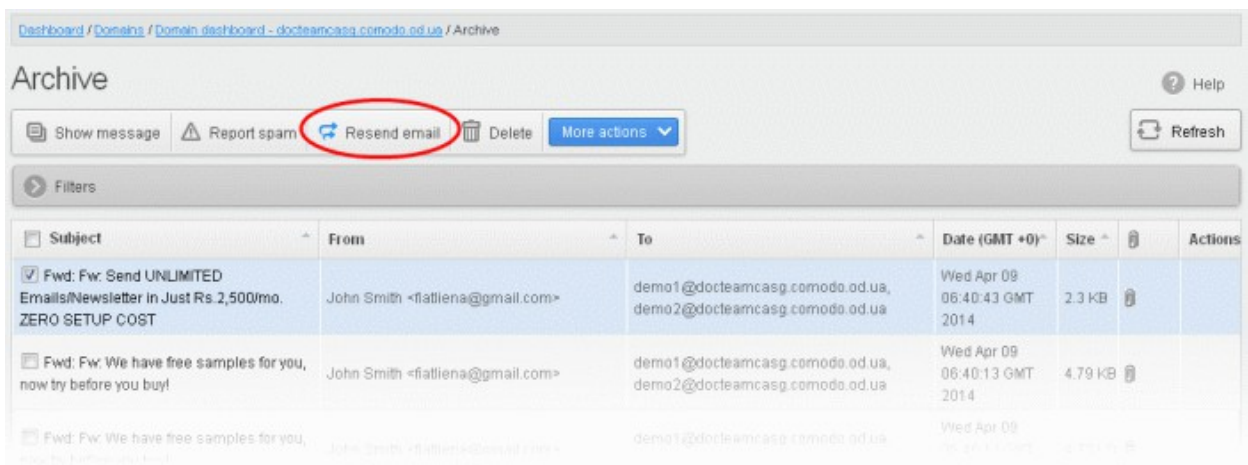 Dashboard / Domains / Domain dashboard - docteamcasg.comodo.od.ua / Archive
Archive
Help
Show message Report spam Resend email Delete More actions Refresh
Filters
Subject From To Date (GMT +0) Size Actions
Fwd: Fw: Send UNLIMITED
Emails/Newsletter in Just Rs.2,500/mo.
ZERO SETUP COST
John Smith <flatliena@gmail.com>
demo1@docteamcasg.comodo.od.ua,
demo2@docteamcasg.comodo.od.ua
Wed Apr 09
06:40:43 GMT
2014
2.3 KB
Fwd: Fw: We have free samples for you,
now try before you buy!
John Smith <flatliena@gmail.com>
demo1@docteamcasg.comodo.od.ua,
demo2@docteamcasg.comodo.od.ua
Wed Apr 09
06:40:13 GMT
2014
4.79 KB
Fwd: Fw: We have free samples for you,
John Smith
demo1@docteamcasg.comodo.od.ua
Wed Apr 09